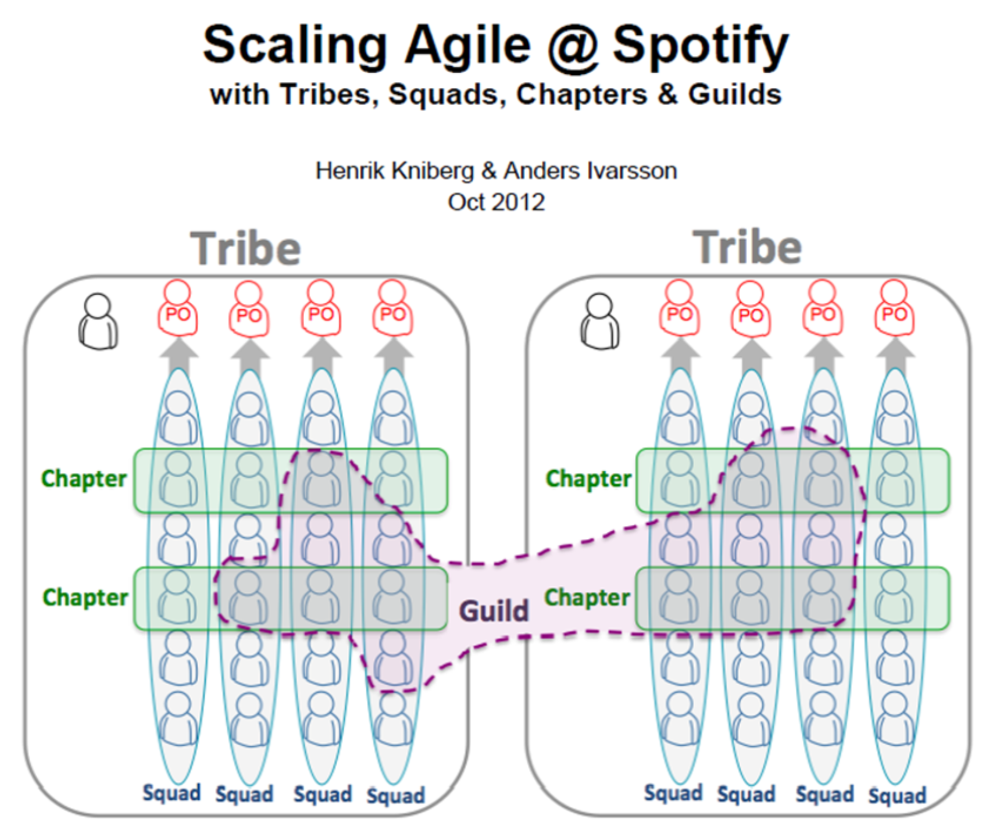 Scaling Agile @ Spotify
with Tribes, Squads, Chapters & Guilds
Henrik Kniberg & Anders Ivarsson
Oct 2012
Tribe
Tribe
PO
PO
PO
PO
PO
PO
PO
PO
Chapter
Chapter
Chapter
Guild
Chapter
Squad
Squad
Squad
Squad
Squad
Squad
Squad
Squad